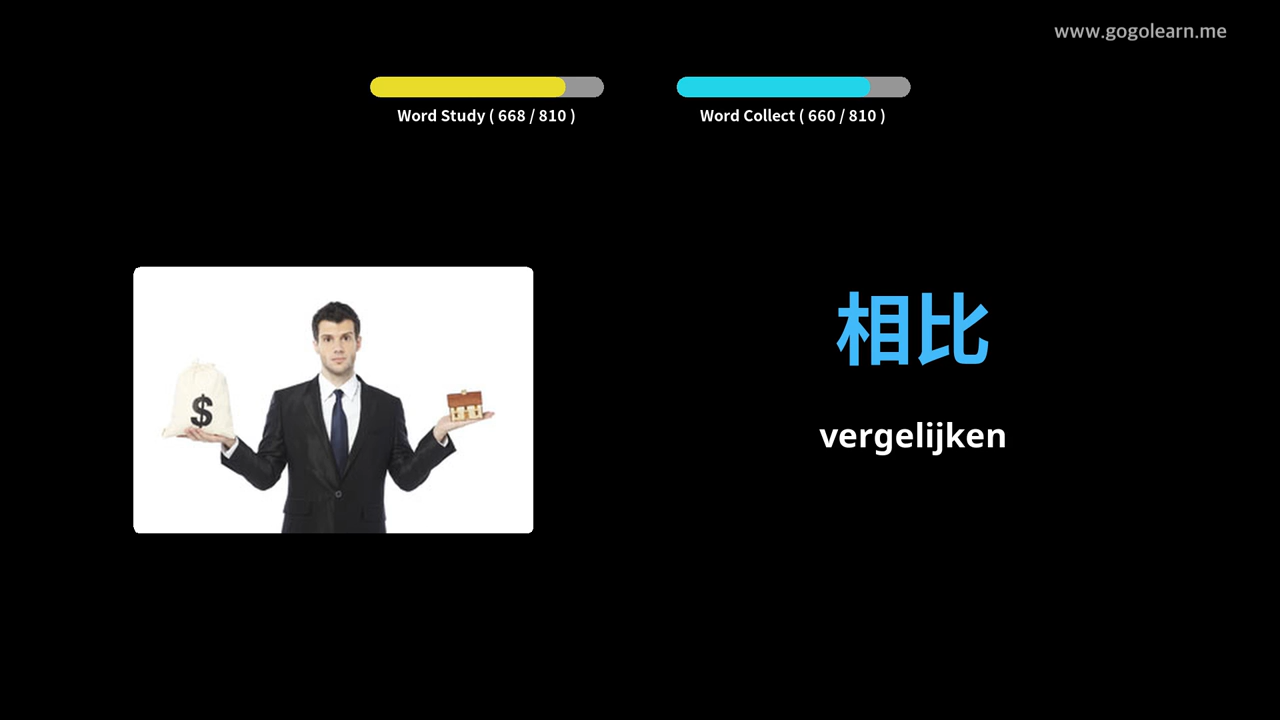 www.gogolearn.me
Word Study ( 668 / 810 )
Word Collect ( 660 / 810 )
$
相比
vergelijken